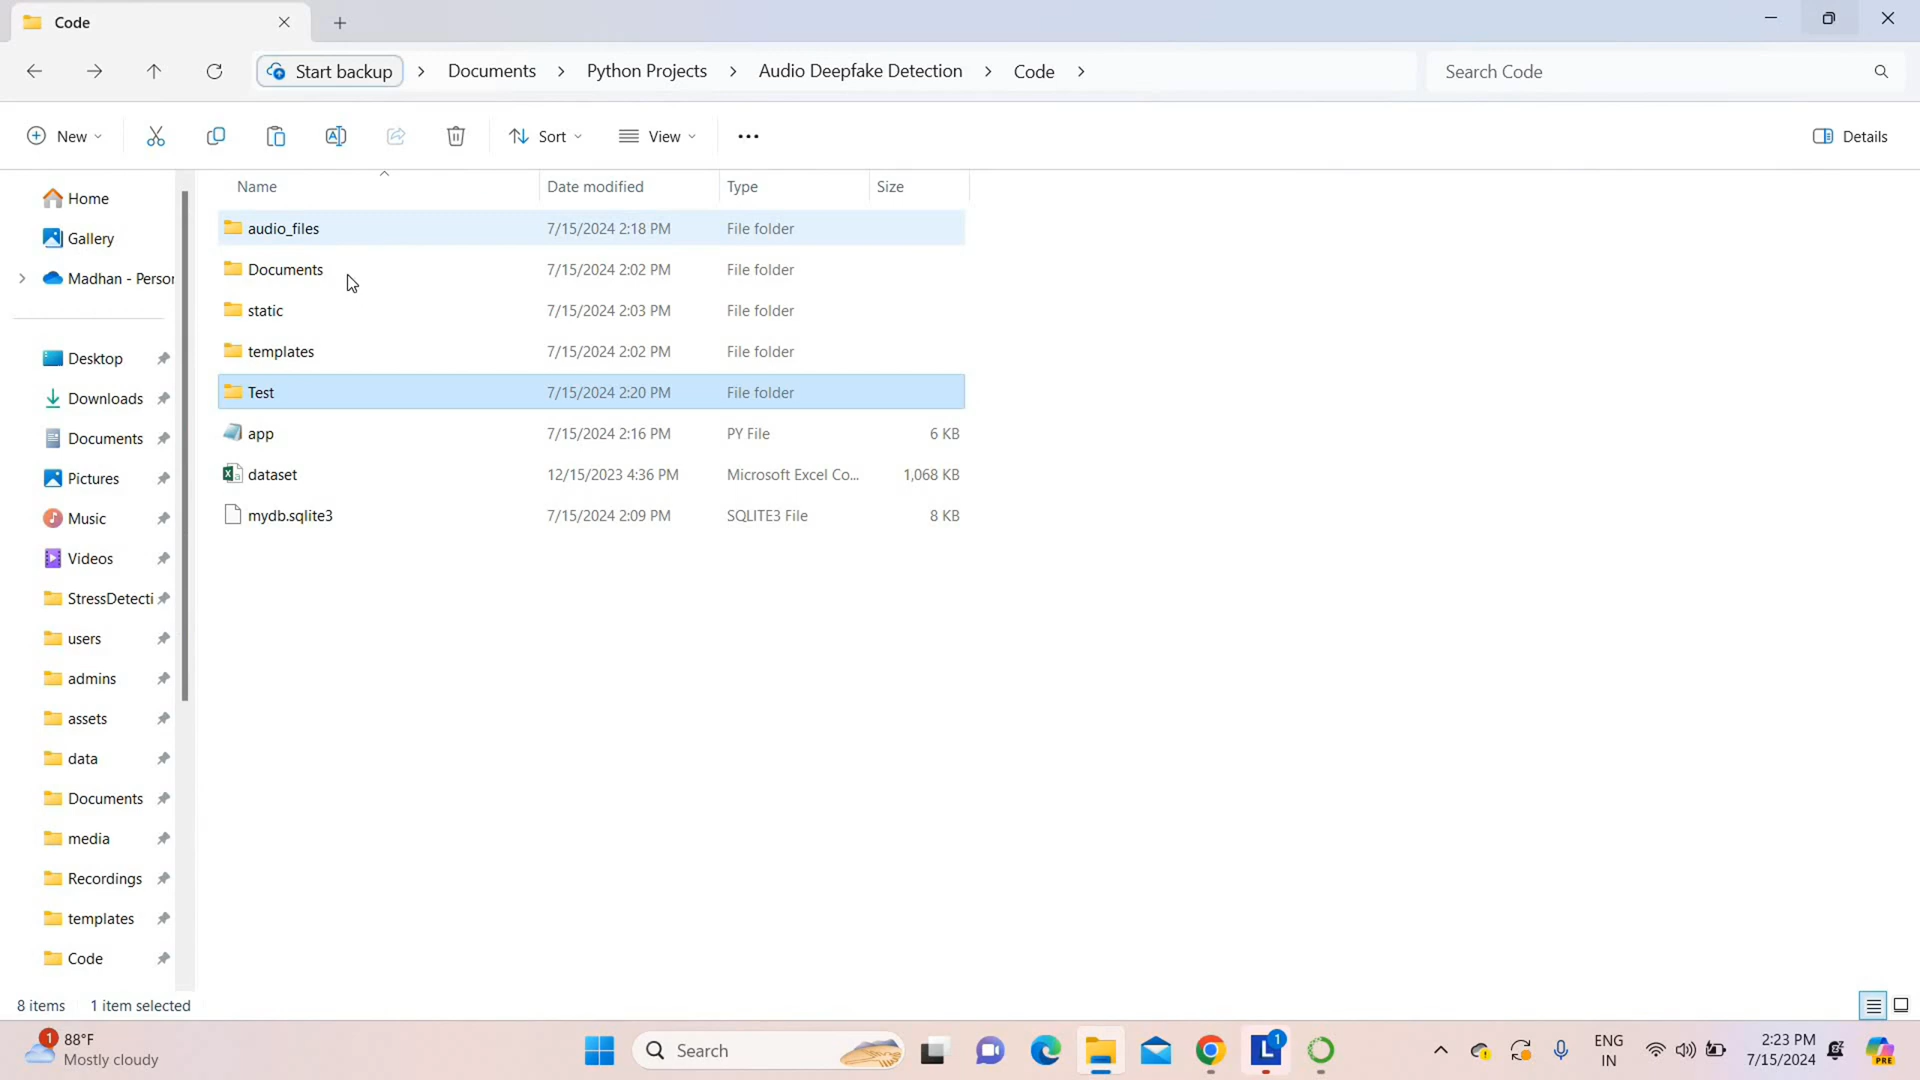 Code
Start backup > Documents > Python Projects > Audio Deepfake Detection > Code >
Search Code
New
Sort
View
Details
Name Date modified Type Size
audio_files 7/15/2024 2:18 PM File folder
Documents 7/15/2024 2:02 PM File folder
static 7/15/2024 2:03 PM File folder
templates 7/15/2024 2:02 PM File folder
Test 7/15/2024 2:20 PM File folder
app 7/15/2024 2:16 PM PY File 6 KB
dataset 12/15/2023 4:36 PM Microsoft Excel Co... 1,068 KB
mydb.sqlite3 7/15/2024 2:09 PM SQLITE3 File 8 KB
Home
Gallery
Madhan - Persor
Desktop
Downloads
Documents
Pictures
Music
Videos
StressDetecti
users
admins
assets
data
Documents
media
Recordings
templates
Code
8 items 1 item selected
1
88°F
Mostly cloudy
Search
L
1
ENG
IN
2:23 PM
7/15/2024
PRE